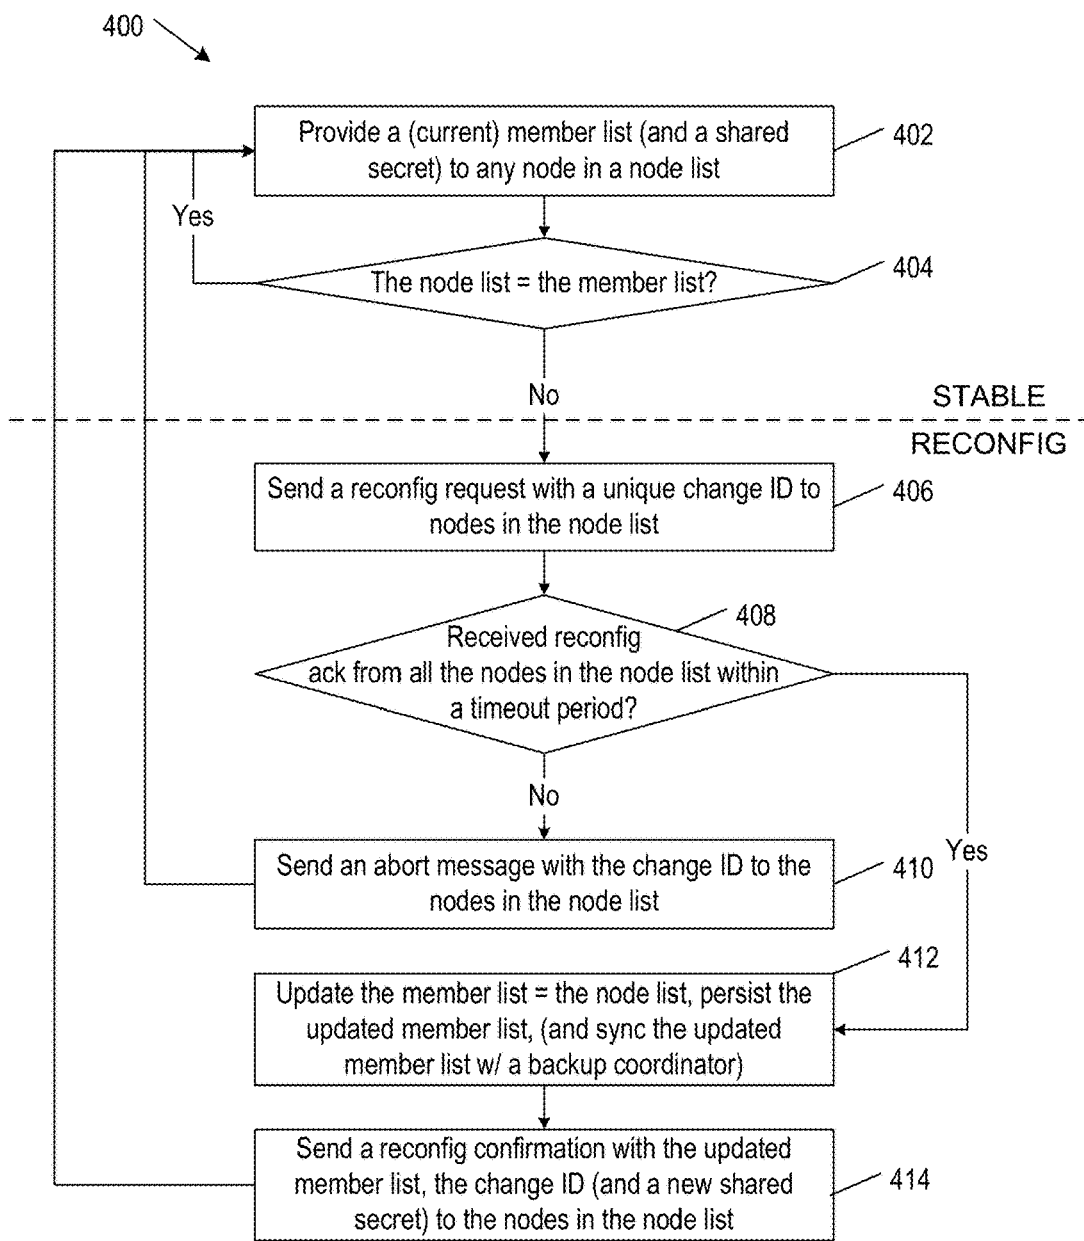 400
Provide a (current) member list (and a shared
secret) to any node in a node list
402
Yes
The node list = the member list?
404
No
STABLE
RECONFIG
Send a reconfig request with a unique change ID to
nodes in the node list
406
408
Received reconfig
ack from all the nodes in the node list within
a timeout period?
No
Yes
Send an abort message with the change ID to the
nodes in the node list
410
412
Update the member list = the node list, persist the
updated member list, (and sync the updated
member list w/ a backup coordinator)
Send a reconfig confirmation with the updated
member list, the change ID (and a new shared
secret) to the nodes in the node list
414